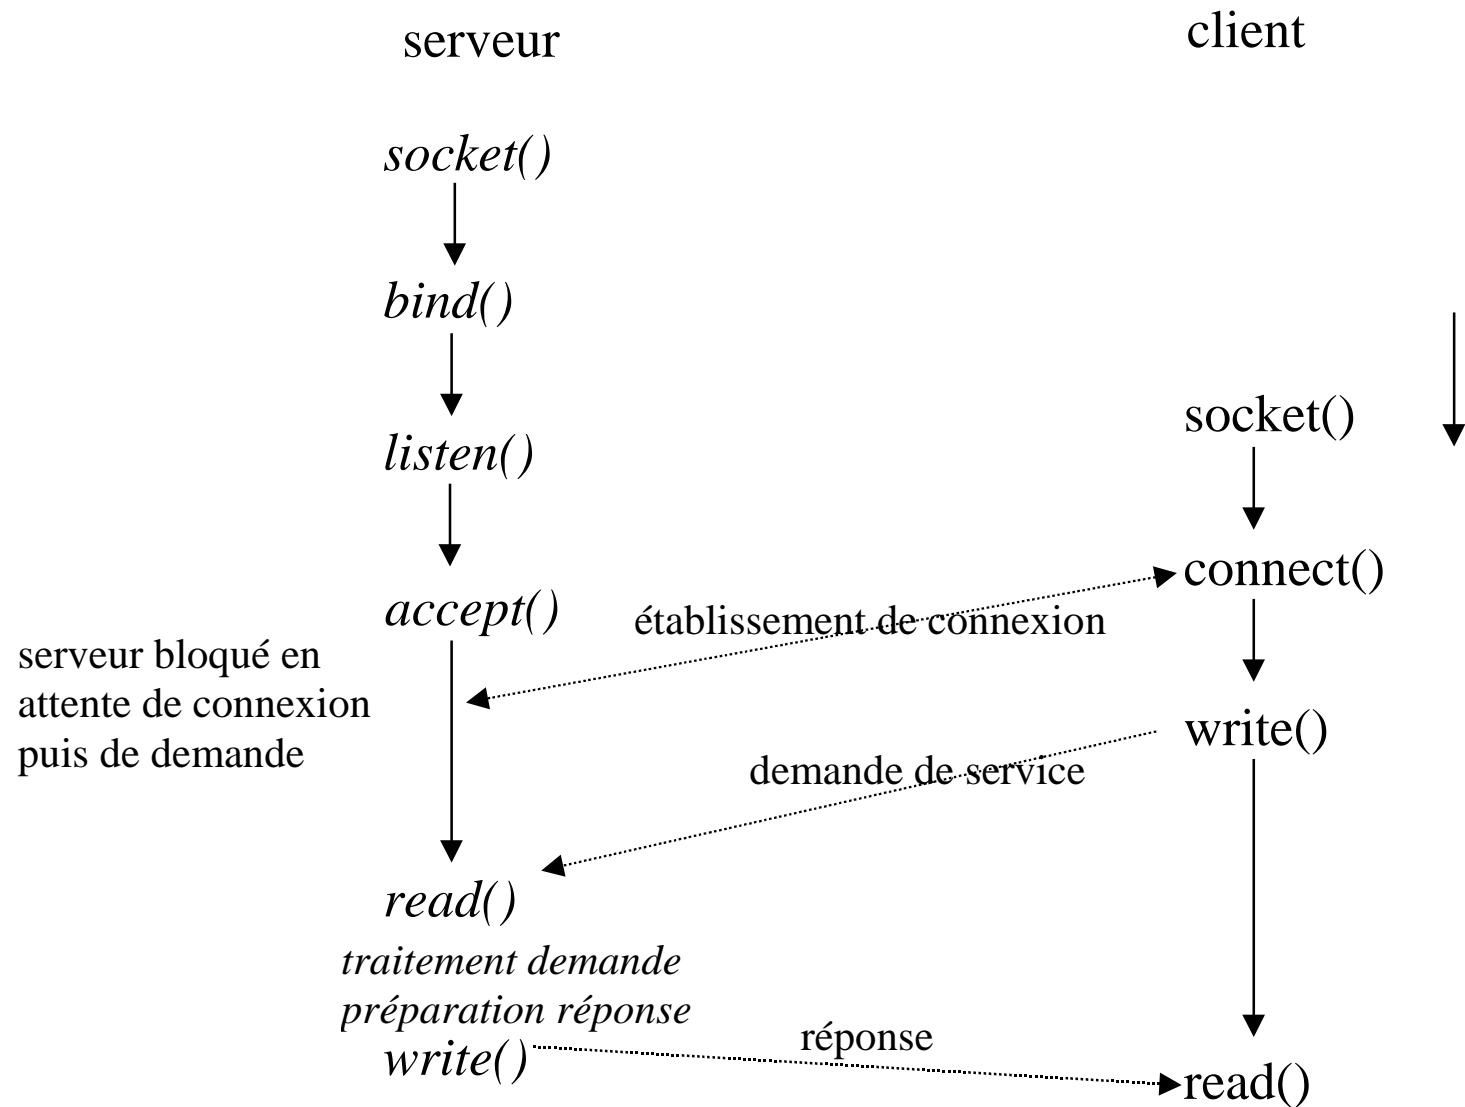 serveur
client
socket()
bind()
listen()
socket()
connect()
accept()
établissement de connexion
serveur bloqué en
attente de connexion
puis de demande
write()
demande de service
read()
traitement demande
préparation réponse
write()
réponse
read()